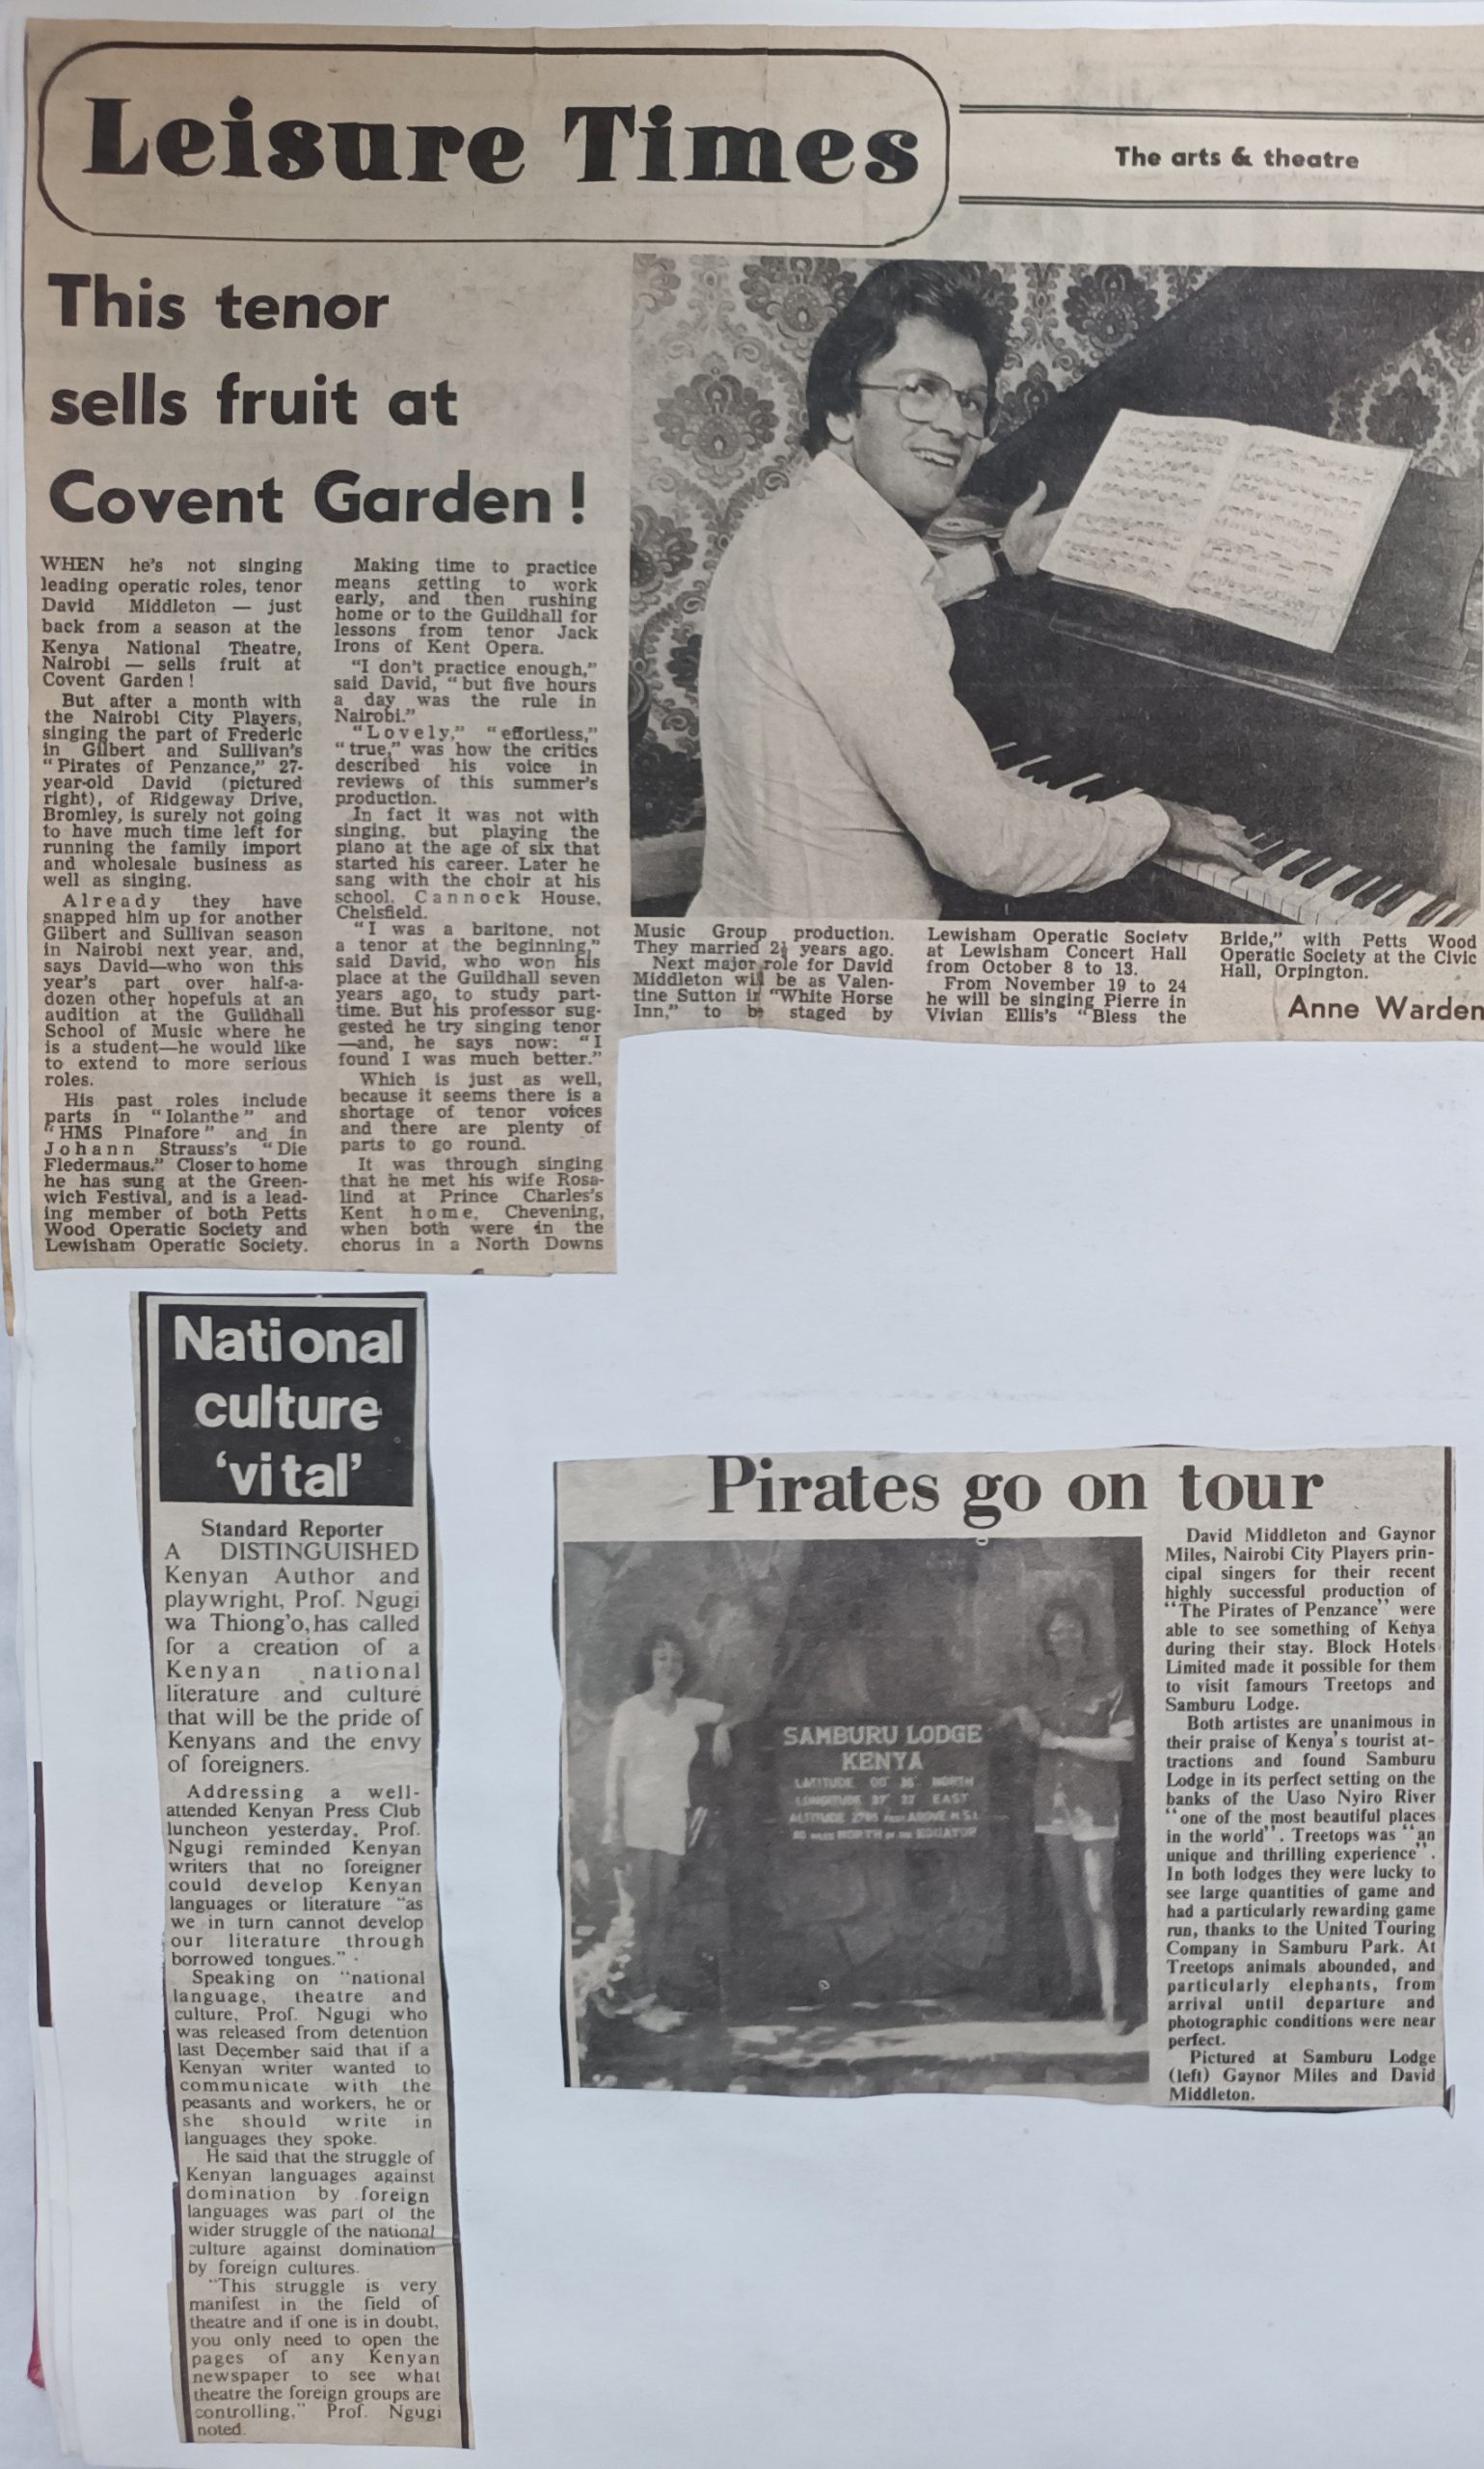 Leisure Times
The arts & theatre
This tenor
sells fruit at
Covent Garden !
WHEN he's not singing
leading operatic roles, tenor
David Middleton — just
back from a season at the
Kenya National Theatre,
Nairobi — sells fruit at
Covent Garden !
But after a month with
the Nairobi City Players,
singing the part of Frederic
in Gilbert and Sullivan's
"Pirates of Penzance," 27-
year-old David (pictured
right), of Ridgeway Drive,
Bromley, is surely not going
to have much time left for
running the family import
and wholesale business as
well as singing.
Already they have
snapped him up for another
Gilbert and Sullivan season
in Nairobi next year, and,
says David—who won this
year's part over half-a-
dozen other hopefuls at an
audition at the Guildhall
School of Music where he
is a student—he would like
to extend to more serious
roles.
His past roles include
parts in "Iolanthe" and
"HMS Pinafore" and in
Johann Strauss's "Die
Fledermaus." Closer to home
he has sung at the Green-
wich Festival, and is a lead-
ing member of both Petts
Wood Operatic Society and
Lewisham Operatic Society.
Making time to practice
means getting to work
early, and then rushing
home or to the Guildhall for
lessons from tenor Jack
Irons of Kent Opera.
"I don't practice enough,"
said David, "but five hours
a day was the rule in
Nairobi."
"Lovely," "effortless,"
"true," was how the critics
described his voice in
reviews of this summer's
production.
In fact it was not with
singing, but playing the
piano at the age of six that
started his career. Later he
sang with the choir at his
school, Cannock House,
Chelsfield.
"I was a baritone, not
a tenor at the beginning,"
said David, who won his
place at the Guildhall seven
years ago, to study part-
time. But his professor sug-
gested he try singing tenor
—and, he says now: "I
found I was much better."
Which is just as well,
because it seems there is a
shortage of tenor voices
and there are plenty of
parts to go round.
It was through singing
that he met his wife Rosa-
lind at Prince Charles's
Kent home, Chevening,
when both were in the
chorus in a North Downs
Music Group production.
They married 2½ years ago.
Next major role for David
Middleton will be as Valen-
tine Sutton in "White Horse
Inn," to be staged by
Lewisham Operatic Society
at Lewisham Concert Hall
from October 8 to 13.
From November 19 to 24
he will be singing Pierre in
Vivian Ellis's "Bless the
Bride," with Petts Wood
Operatic Society at the Civic
Hall, Orpington.
Anne Warden
National
culture
'vital'
Standard Reporter
A DISTINGUISHED
Kenyan Author and
playwright, Prof. Ngugi
wa Thiong'o, has called
for a creation of a
Kenyan national
literature and culture
that will be the pride of
Kenyans and the envy
of foreigners.
Addressing a well-
attended Kenyan Press Club
luncheon yesterday, Prof.
Ngugi reminded Kenyan
writers that no foreigner
could develop Kenyan
languages or literature "as
we in turn cannot develop
our literature through
borrowed tongues."
Speaking on "national
language, theatre and
culture, Prof. Ngugi who
was released from detention
last December said that if a
Kenyan writer wanted to
communicate with the
peasants and workers, he or
she should write in
languages they spoke.
He said that the struggle of
Kenyan languages against
domination by foreign
languages was part of the
wider struggle of the national
culture against domination
by foreign cultures.
"This struggle is very
manifest in the field of
theatre and if one is in doubt,
you only need to open the
pages of any Kenyan
newspaper to see what
theatre the foreign groups are
controlling," Prof. Ngugi
noted.
Pirates go on tour
SAMBURU LODGE
KENYA
LATITUDE 00 NORTH
LONGITUDE 37 EAST
ALTITUDE FEET ABOVE M.S.L
NORTH OF THE EQUATOR
David Middleton and Gaynor
Miles, Nairobi City Players prin-
cipal singers for their recent
highly successful production of
"The Pirates of Penzance" were
able to see something of Kenya
during their stay. Block Hotels
Limited made it possible for them
to visit famours Treetops and
Samburu Lodge.
Both artistes are unanimous in
their praise of Kenya's tourist at-
tractions and found Samburu
Lodge in its perfect setting on the
banks of the Uaso Nyiro River
"one of the most beautiful places
in the world". Treetops was "an
unique and thrilling experience".
In both lodges they were lucky to
see large quantities of game and
had a particularly rewarding game
run, thanks to the United Touring
Company in Samburu Park. At
Treetops animals abounded, and
particularly elephants, from
arrival until departure and
photographic conditions were near
perfect.
Pictured at Samburu Lodge
(left) Gaynor Miles and David
Middleton.